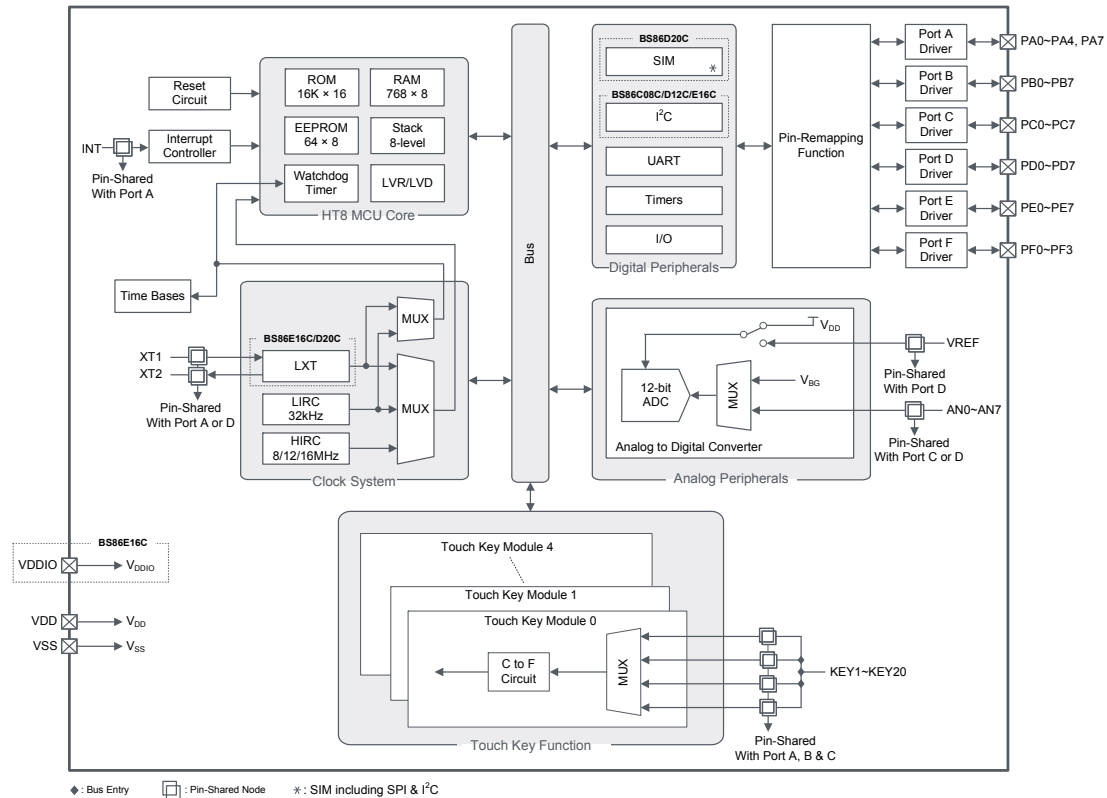 Reset
Circuit
INT
Interrupt
Controller
Pin-Shared
With Port A
ROM
16K × 16
RAM
768 × 8
EEPROM
64 × 8
Stack
8-level
Watchdog
Timer
LVR/LVD
HT8 MCU Core
Time Bases
BS86E16C/D20C
XT1
XT2
LXT
Pin-Shared
With Port A or D
LIRC
32kHz
HIRC
8/12/16MHz
MUX
MUX
Clock System
Bus
BS86D20C
SIM
*
BS86C08C/D12C/E16C
I²C
UART
Timers
I/O
Digital Peripherals
Pin-Remapping
Function
Port A
Driver
PA0~PA4, PA7
Port B
Driver
PB0~PB7
Port C
Driver
PC0~PC7
Port D
Driver
PD0~PD7
Port E
Driver
PE0~PE7
Port F
Driver
PF0~PF3
VDD
VREF
Pin-Shared
With Port D
12-bit
ADC
MUX
VBG
AN0~AN7
Pin-Shared
With Port C or D
Analog to Digital Converter
Analog Peripherals
BS86E16C
VDDIO
VDDIO
VDD
VDD
VSS
VSS
Touch Key Module 4
Touch Key Module 1
Touch Key Module 0
C to F
Circuit
MUX
KEY1~KEY20
Pin-Shared
With Port A, B & C
Touch Key Function
: Bus Entry
: Pin-Shared Node
* : SIM including SPI & I²C